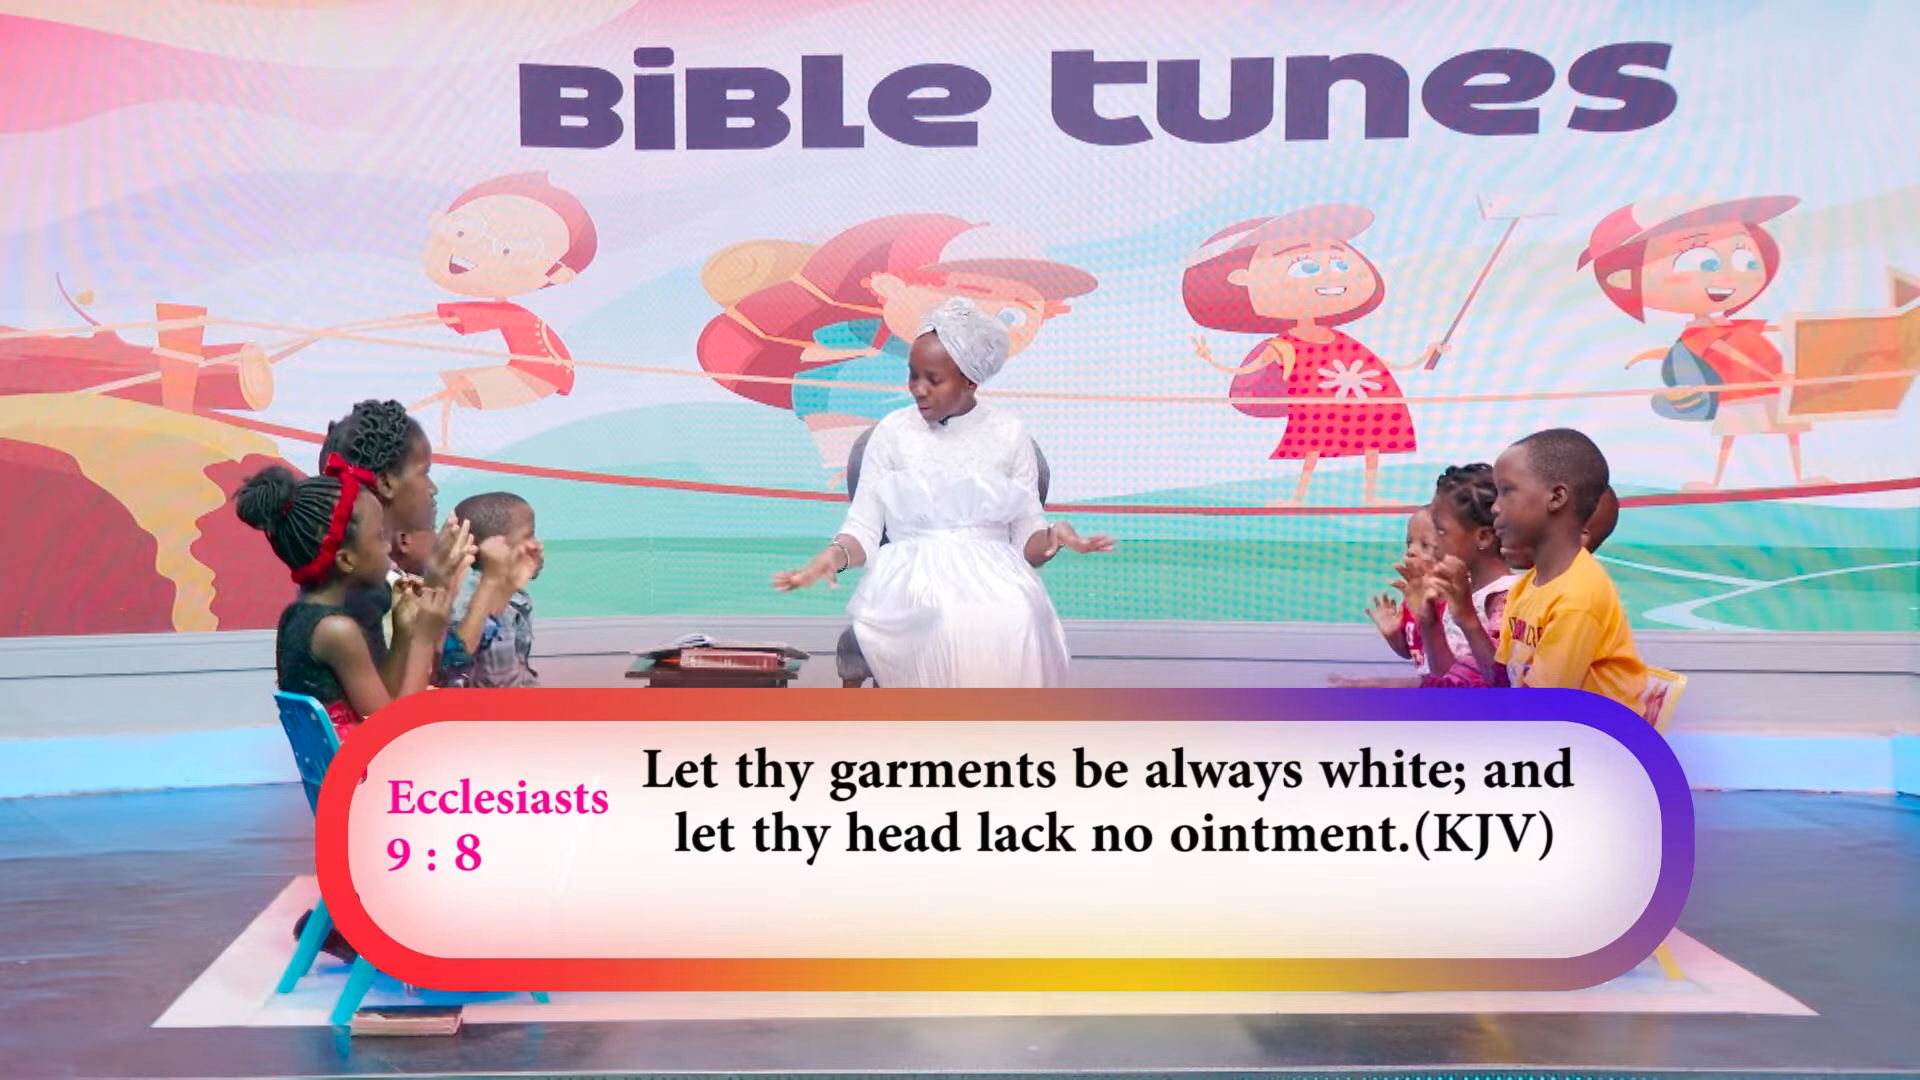 BiBle tunes
Ecclesiasts
9 : 8
Let thy garments be always white; and
let thy head lack no ointment.(KJV)